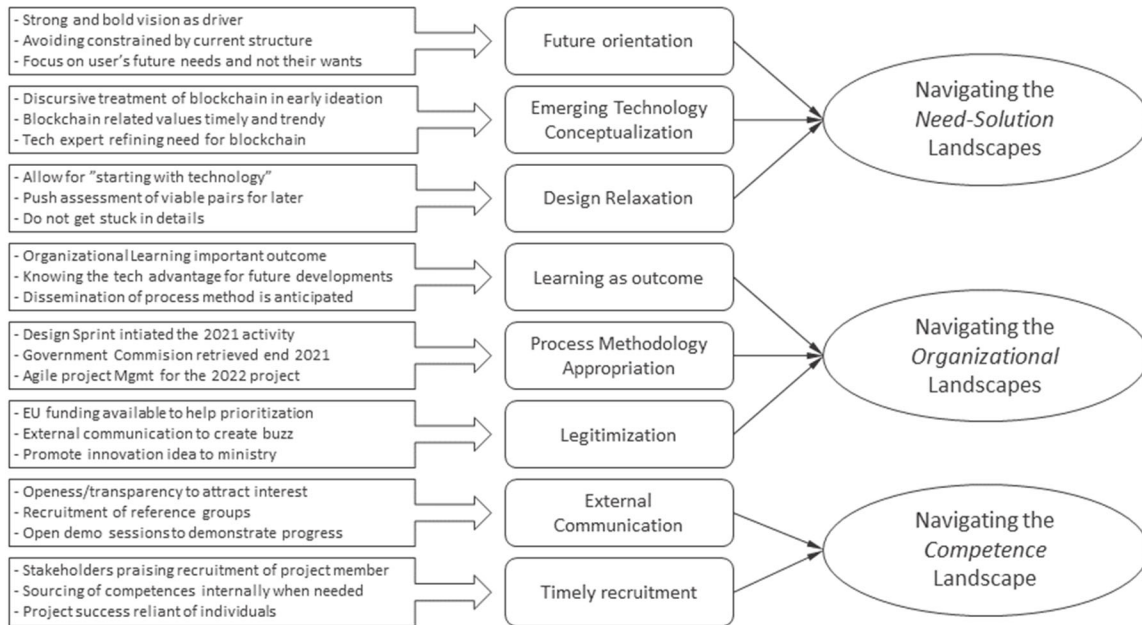 - Strong and bold vision as driver
- Avoiding constrained by current structure
- Focus on user's future needs and not their wants
Future orientation
- Discursive treatment of blockchain in early ideation
- Blockchain related values timely and trendy
- Tech expert refining need for blockchain
Emerging Technology
Conceptualization
- Allow for ”starting with technology”
- Push assessment of viable pairs for later
- Do not get stuck in details
Design Relaxation
Navigating the
Need-Solution
Landscapes
- Organizational Learning important outcome
- Knowing the tech advantage for future developments
- Dissemination of process method is anticipated
Learning as outcome
- Design Sprint intiated the 2021 activity
- Government Commision retrieved end 2021
- Agile project Mgmt for the 2022 project
Process Methodology
Appropriation
- EU funding available to help prioritization
- External communication to create buzz
- Promote innovation idea to ministry
Legitimization
Navigating the
Organizational
Landscapes
- Openess/transparency to attract interest
- Recruitment of reference groups
- Open demo sessions to demonstrate progress
External
Communication
- Stakeholders praising recruitment of project member
- Sourcing of competences internally when needed
- Project success reliant of individuals
Timely recruitment
Navigating the
Competence
Landscape